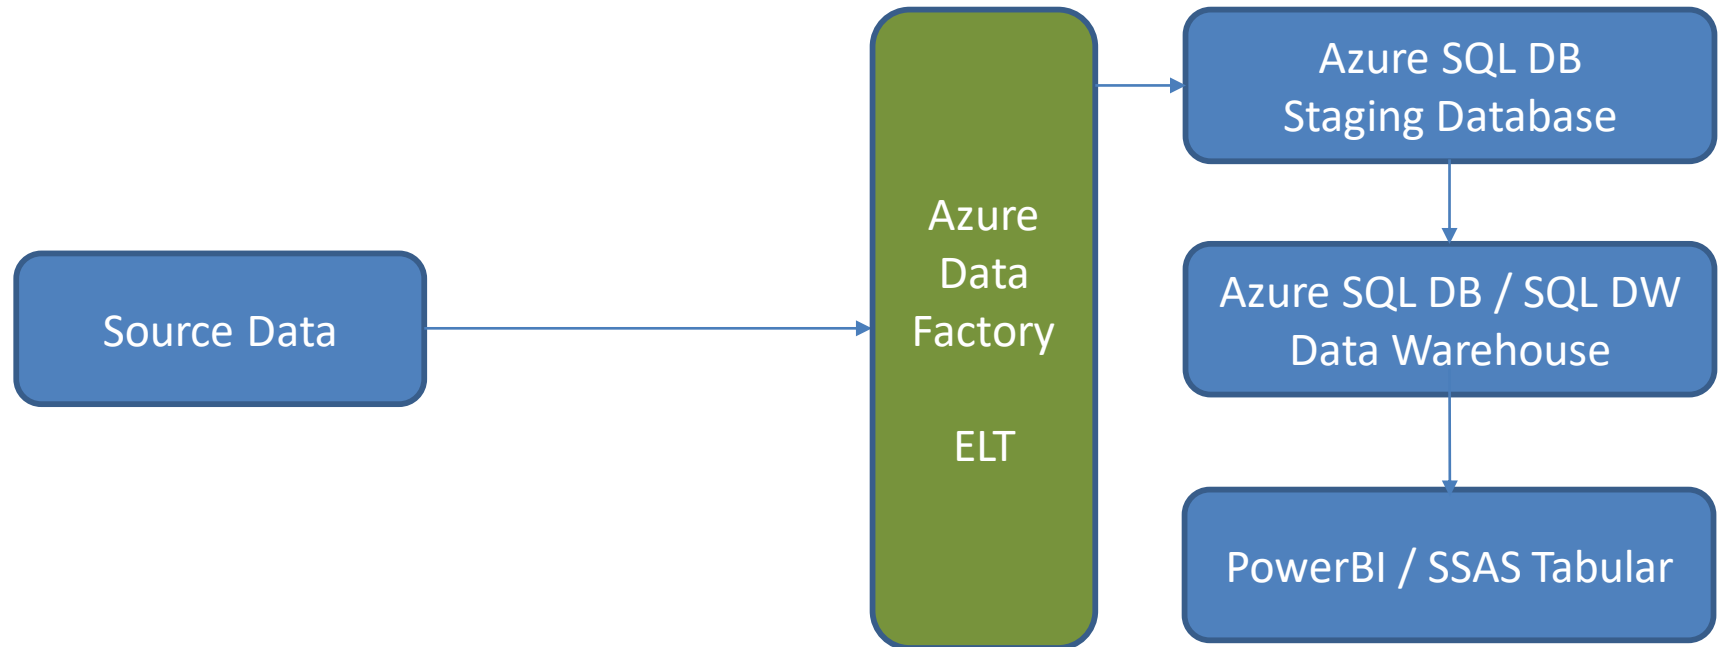 Source Data
Azure
Data
Factory
ELT
Azure SQL DB
Staging Database
Azure SQL DB / SQL DW
Data Warehouse
PowerBI / SSAS Tabular